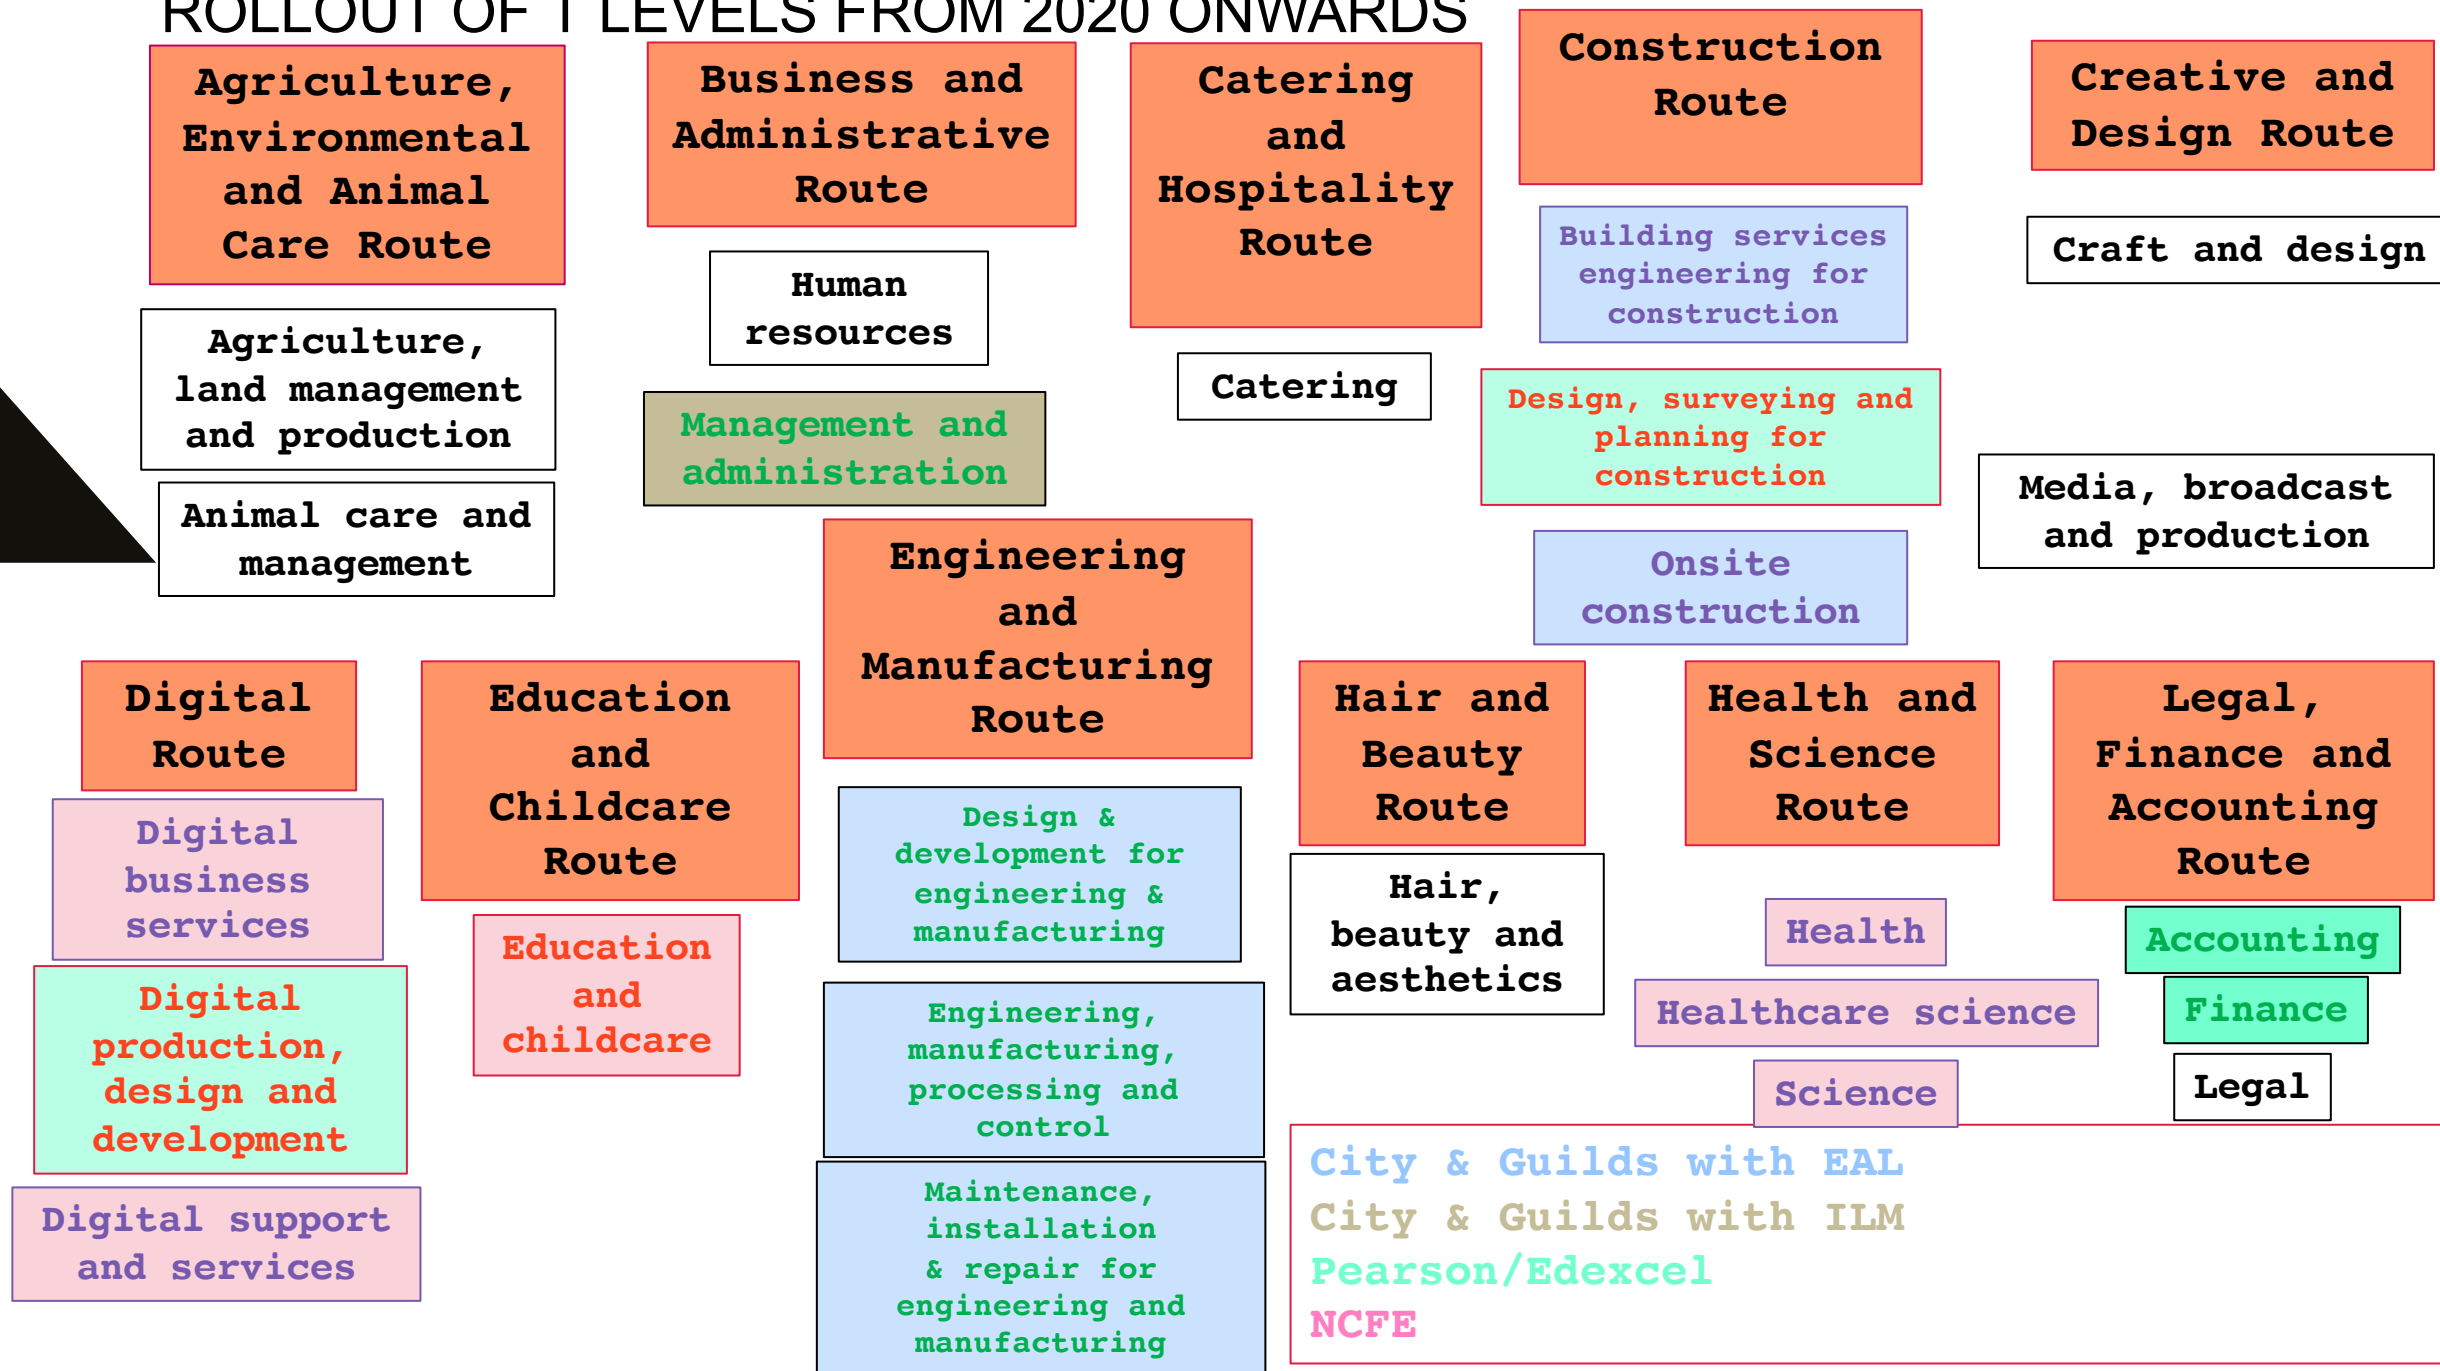 ROLLOUT OF T LEVELS FROM 2020 ONWARDS
Agriculture,
Environmental
and Animal
Care Route
Agriculture,
land management
and production
Animal care and
management
Business and
Administrative
Route
Human
resources
Management and
administration
Catering
and
Hospitality
Route
Catering
Construction
Route
Building services
engineering for
construction
Design, surveying and
planning for
construction
Onsite
construction
Creative and
Design Route
Craft and design
Media, broadcast
and production
Digital
Route
Digital
business
services
Digital
production,
design and
development
Digital support
and services
Education
and
Childcare
Route
Education
and
childcare
Engineering
and
Manufacturing
Route
Design &
development for
engineering &
manufacturing
Engineering,
manufacturing,
processing and
control
Maintenance,
installation
& repair for
engineering and
manufacturing
Hair and
Beauty
Route
Hair,
beauty and
aesthetics
Health and
Science
Route
Health
Healthcare science
Science
Legal,
Finance and
Accounting
Route
Accounting
Finance
Legal
City & Guilds with EAL
City & Guilds with ILM
Pearson/Edexcel
NCFE